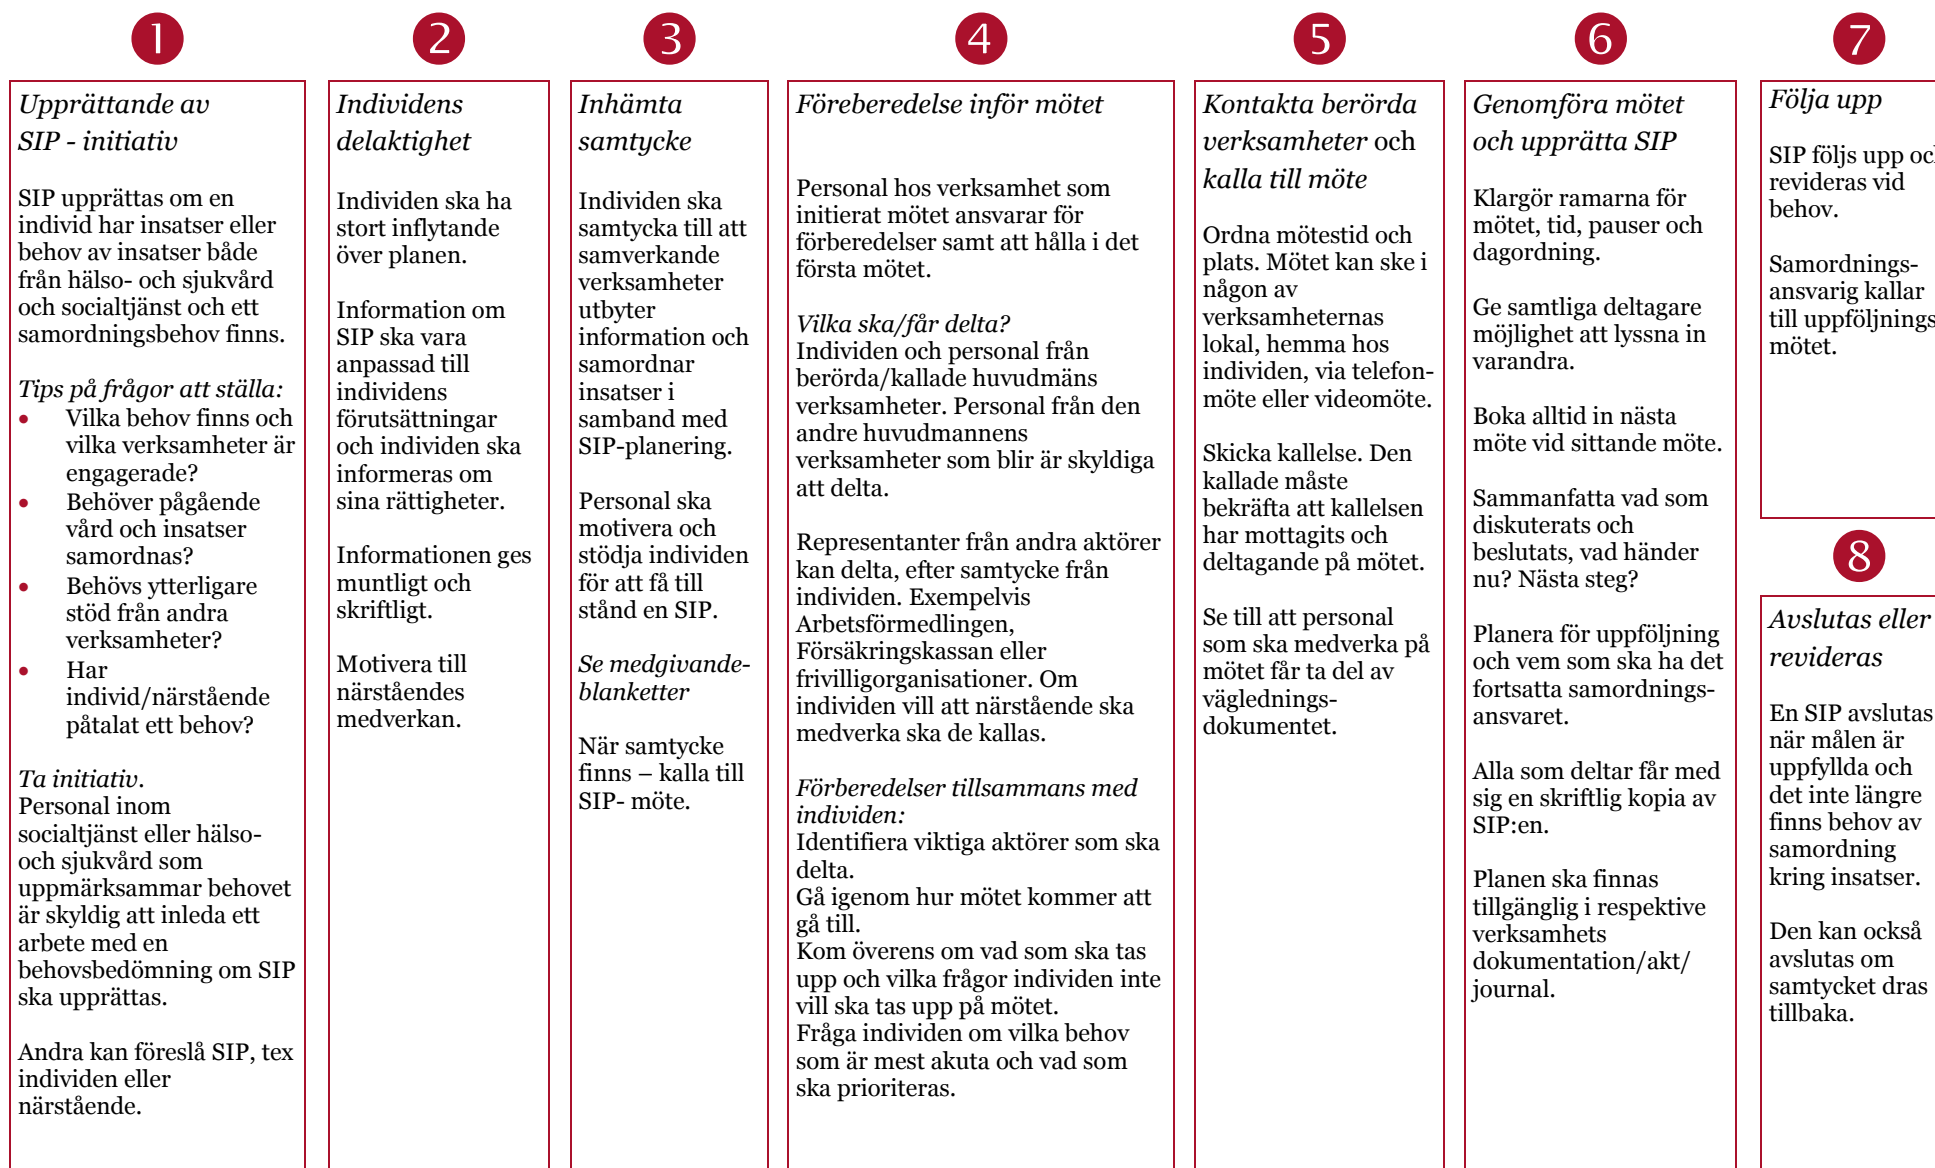 1
Upprättande av
SIP - initiativ
SIP upprättas om en
individ har insatser eller
behov av insatser både
från hälso- och sjukvård
och socialtjänst och ett
samordningsbehov finns.
Tips på frågor att ställa:
• Vilka behov finns och
vilka verksamheter är
engagerade?
• Behöver pågående
vård och insatser
samordnas?
• Behövs ytterligare
stöd från andra
verksamheter?
• Har
individ/närstående
påtalat ett behov?
Ta initiativ.
Personal inom
socialtjänst eller hälso-
och sjukvård som
uppmärksammar behovet
är skyldig att inleda ett
arbete med en
behovsbedömning om SIP
ska upprättas.
Andra kan föreslå SIP, tex
individen eller
närstående.
2
Individens
delaktighet
Individen ska ha
stort inflytande
över planen.
Information om
SIP ska vara
anpassad till
individens
förutsättningar
och individen ska
informeras om
sina rättigheter.
Informationen ges
muntligt och
skriftligt.
Motivera till
närståendes
medverkan.
3
Inhämta
samtycke
Individen ska
samtycka till att
samverkande
verksamheter
utbyter
information och
samordnar
insatser i
samband med
SIP-planering.
Personal ska
motivera och
stödja individen
för att få till
stånd en SIP.
Se medgivande-
blanketter
När samtycke
finns – kalla till
SIP- möte.
4
Föreberedelse inför mötet
Personal hos verksamhet som
initierat mötet ansvarar för
förberedelser samt att hålla i det
första mötet.
Vilka ska/får delta?
Individen och personal från
berörda/kallade huvudmäns
verksamheter. Personal från den
andre huvudmannens
verksamheter som blir är skyldiga
att delta.
Representanter från andra aktörer
kan delta, efter samtycke från
individen. Exempelvis
Arbetsförmedlingen,
Försäkringskassan eller
frivilligorganisationer. Om
individen vill att närstående ska
medverka ska de kallas.
Förberedelser tillsammans med
individen:
Identifiera viktiga aktörer som ska
delta.
Gå igenom hur mötet kommer att
gå till.
Kom överens om vad som ska tas
upp och vilka frågor individen inte
vill ska tas upp på mötet.
Fråga individen om vilka behov
som är mest akuta och vad som
ska prioriteras.
5
Kontakta berörda
verksamheter och
kalla till möte
Ordna mötestid och
plats. Mötet kan ske i
någon av
verksamheternas
lokal, hemma hos
individen, via telefon-
möte eller videomöte.
Skicka kallelse. Den
kallade måste
bekräfta att kallelsen
har mottagits och
deltagande på mötet.
Se till att personal
som ska medverka på
mötet får ta del av
väglednings-
dokumentet.
6
Genomföra mötet
och upprätta SIP
Klargör ramarna för
mötet, tid, pauser och
dagordning.
Ge samtliga deltagare
möjlighet att lyssna in
varandra.
Boka alltid in nästa
möte vid sittande möte.
Sammanfatta vad som
diskuterats och
beslutats, vad händer
nu? Nästa steg?
Planera för uppföljning
och vem som ska ha det
fortsatta samordnings-
ansvaret.
Alla som deltar får med
sig en skriftlig kopia av
SIP:en.
Planen ska finnas
tillgänglig i respektive
verksamhets
dokumentation/akt/
journal.
7
Följa upp
SIP följs upp
revideras vid
behov.
Samordnings-
ansvarig kallar
till uppföljnings
mötet.
8
Avslutas eller
revideras
En SIP avslutas
när målen är
uppfyllda och
det inte längre
finns behov av
samordning
kring insatser.
Den kan också
avslutas om
samtycket dras
tillbaka.